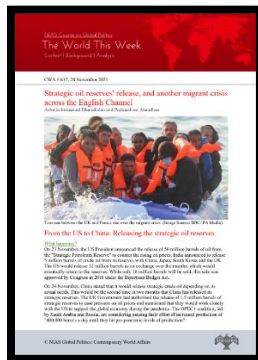 NIAS Course on Global Politics
The World This Week
Context I Background I Analysis
CWA # 617, 28 November 2021
Strategic oil reserves' release, and another migrant crisis
across the English Channel
Tensions between the UK and France rise over the migrant crisis. (Image Source: BBC/PA Media)
From the US to China: Releasing the strategic oil reserves
What happened?
On 23 November, the US President announced the release of 50 million barrels of oil from
the "Strategic Petroleum Reserve" to counter the rising oil prices. India announced to release
5 million barrels of crude oil from its reserves with China, Japan, South Korea and the UK.
The US would release 32 million barrels as an exchange over the months, which would
eventually return to the reserves. While only 18 million barrels will be sold, this sale was
approved by Congress in 2018 under the Bipartisan Budget Act.
On 24 November, China stated that it would release strategic crude oil depending on its
actual needs. This would be the second time in two months that China has released its
strategic reserves. The UK Government had authorised the release of 1.5 million barrels of
strategic reserves to ease pressure on oil prices and mentioned that they would work closely
with the US to support the global economy during the pandemic. The OPEC+ coalition, led
by Saudi Arabia and Russia, are considering pausing their effort of increased production of
"400,000 barrels a day until they hit pre-pandemic levels of production"
© NIAS Global Politics: Contemporary World Affairs